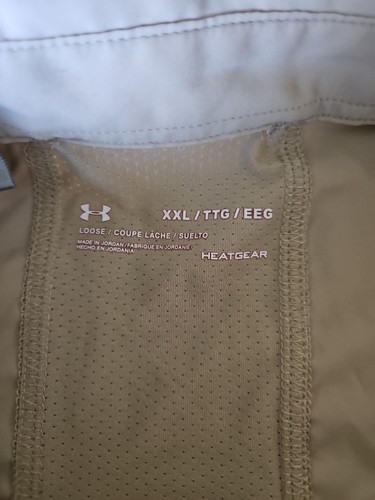 XXL / TTG / EEG
LOOSE / COUPE LÂCHE / SUELTO
MADE IN JORDAN / FABRIQUÉ EN JORDANIE /
HECHO EN JORDANIA
HEATGEAR